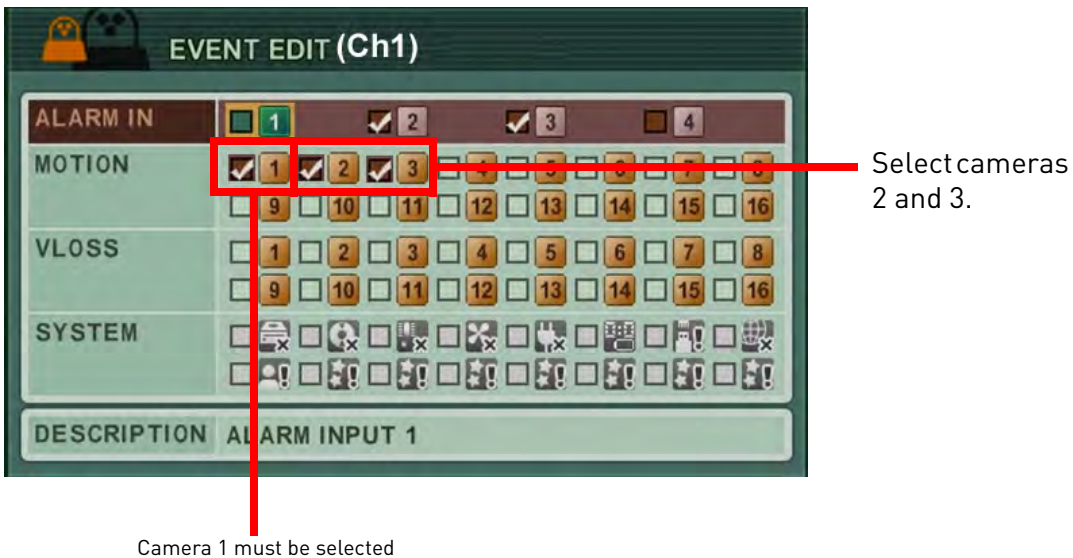 EVENT EDIT (Ch1)
ALARM IN 1 2 3 4
MOTION 1 2 3 4 5 6 7 8
9 10 11 12 13 14 15 16
Select cameras
2 and 3.
VLOSS 1 2 3 4 5 6 7 8
9 10 11 12 13 14 15 16
SYSTEM
DESCRIPTION ALARM INPUT 1
Camera 1 must be selected